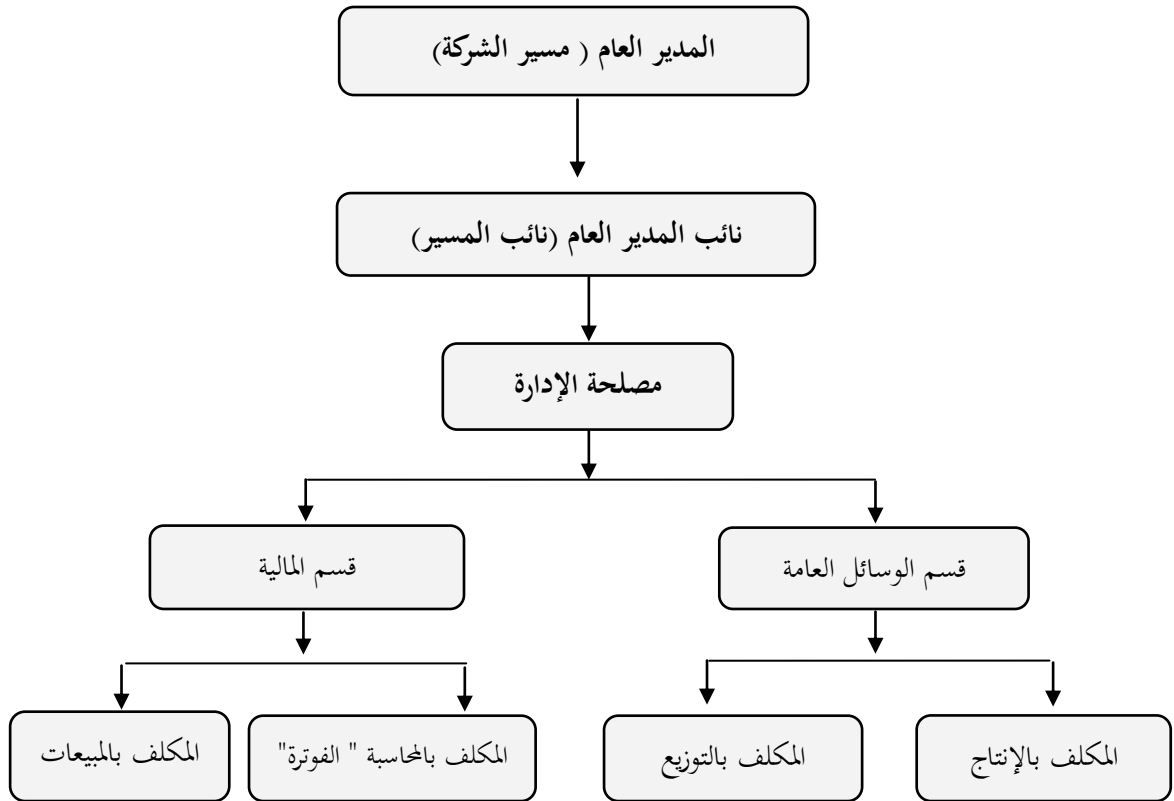 المدير العام ( مسير الشركة)
نائب المدير العام (نائب المسير)
مصلحة الإدارة
قسم الوسائل العامة
قسم المالية
المكلف بالإنتاج
المكلف بالتوزيع
المكلف بالمحاسبة " الفوترة"
المكلف بالمبيعات